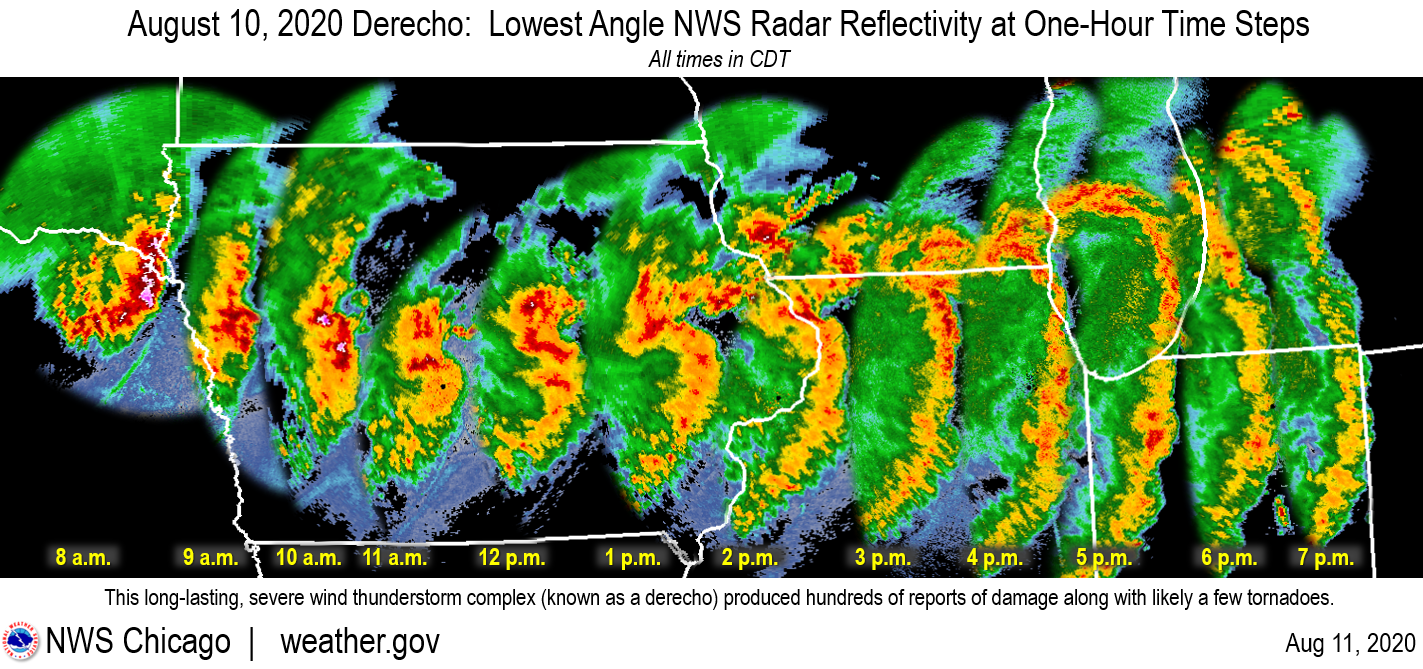 August 10, 2020 Derecho: Lowest Angle NWS Radar Reflectivity at One-Hour Time Steps
All times in CDT
8 a.m. 9 a.m. 10 a.m. 11 a.m. 12 p.m. 1 p.m. 2 p.m. 3 p.m. 4 p.m. 5 p.m. 6 p.m. 7 p.m.
This long-lasting, severe wind thunderstorm complex (known as a derecho) produced hundreds of reports of damage along with likely a few tornadoes.
NWS Chicago | weather.gov
Aug 11, 2020